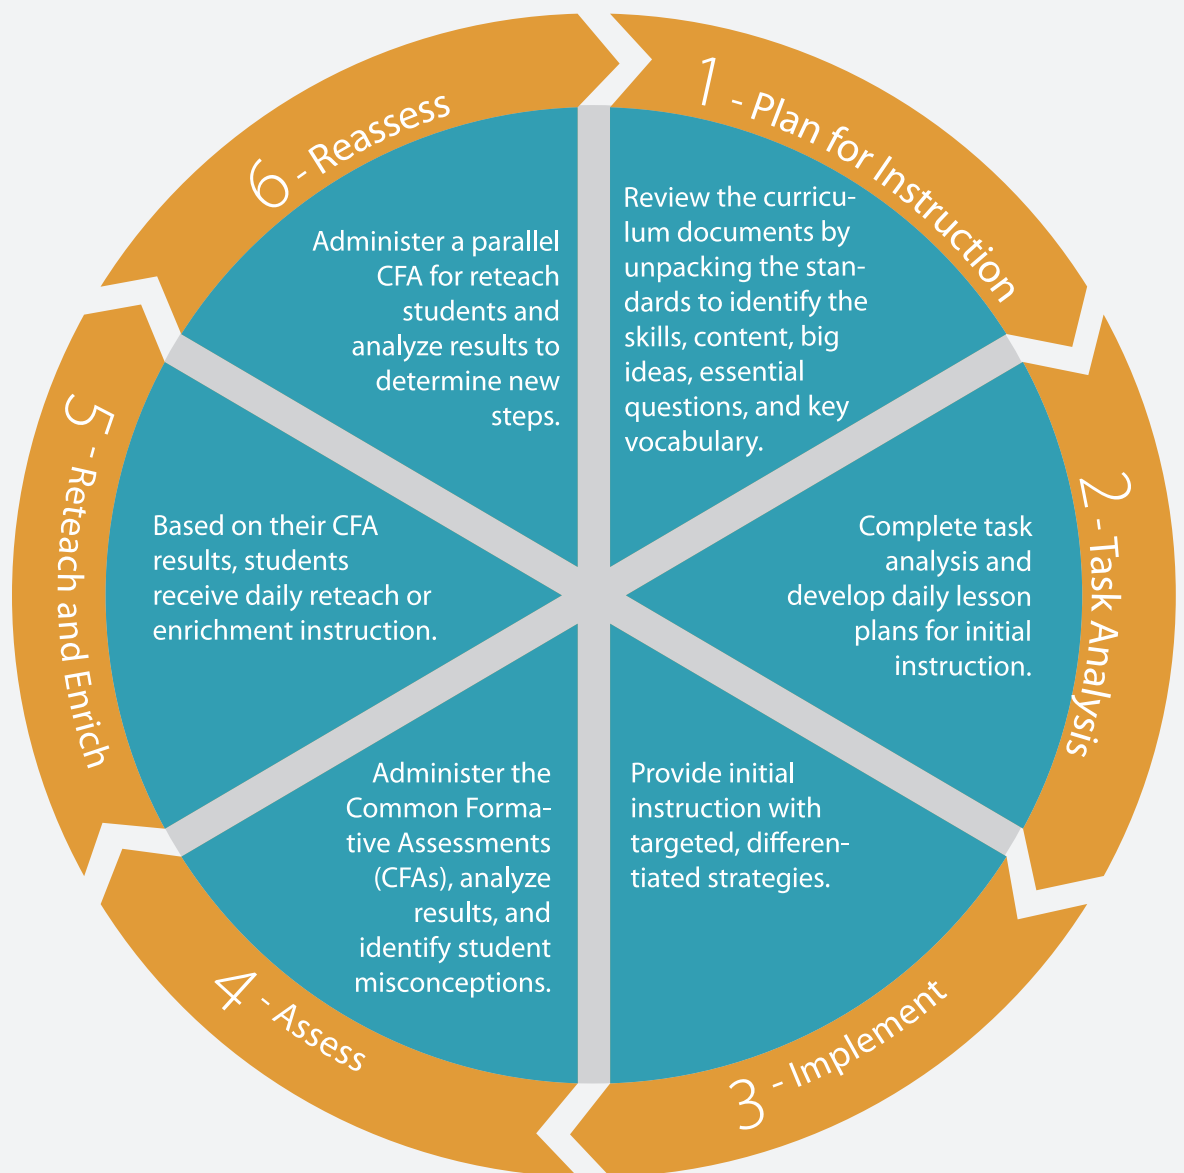 1 - Plan for Instruction
Review the curricu-
lum documents by
unpacking the stan-
dards to identify the
skills, content, big
ideas, essential
questions, and key
vocabulary.
2 - Task Analysis
Complete task
analysis and
develop daily lesson
plans for initial
instruction.
3 - Implement
Provide initial
instruction with
targeted, differen-
tiated strategies.
4 - Assess
Administer the
Common Forma-
tive Assessments
(CFAs), analyze
results, and
identify student
misconceptions.
5 - Reteach and Enrich
Based on their CFA
results, students
receive daily reteach or
enrichment instruction.
6 - Reassess
Administer a parallel
CFA for reteach
students and
analyze results to
determine new
steps.